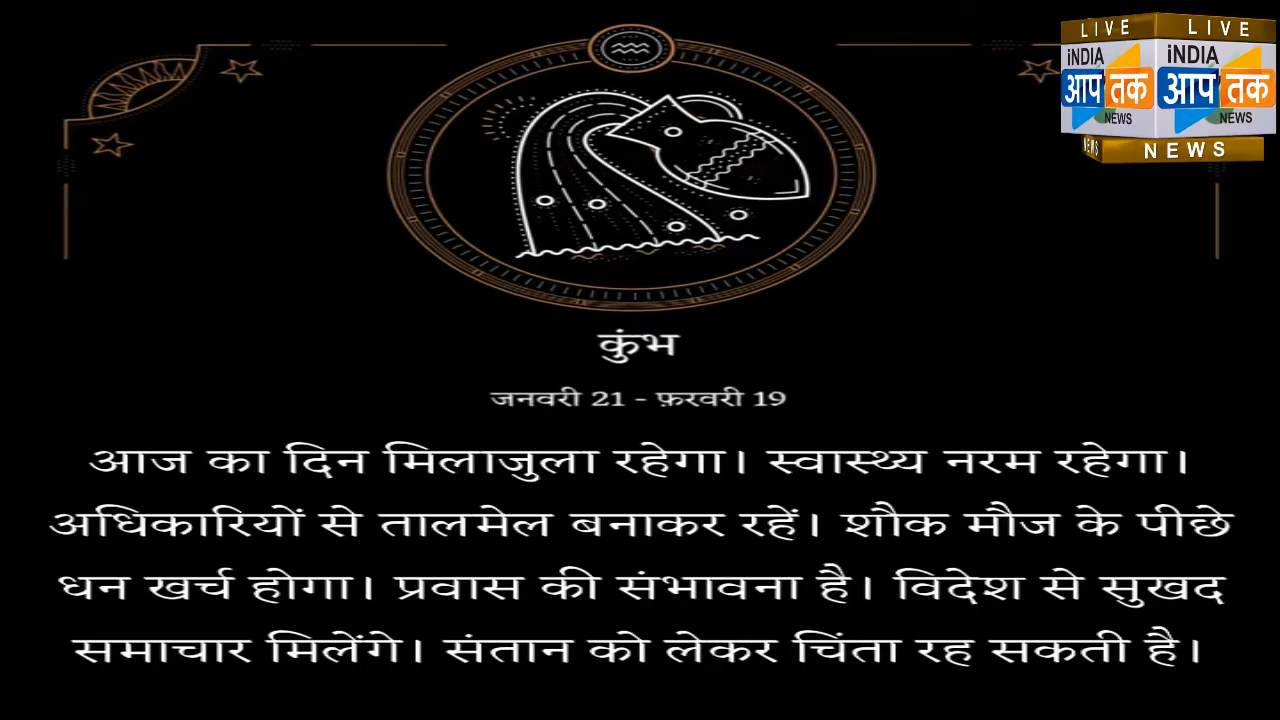 LIVE LIVE
iNDIA iNDIA
आप तक आप तक
NEWS NEWS
NEWS NEWS
कुंभ
जनवरी 21 - फ़रवरी 19
आज का दिन मिलाजुला रहेगा। स्वास्थ्य नरम रहेगा।
अधिकारियों से तालमेल बनाकर रहें। शौक मौज के पीछे
धन खर्च होगा। प्रवास की संभावना है। विदेश से सुखद
समाचार मिलेंगे। संतान को लेकर चिंता रह सकती है।